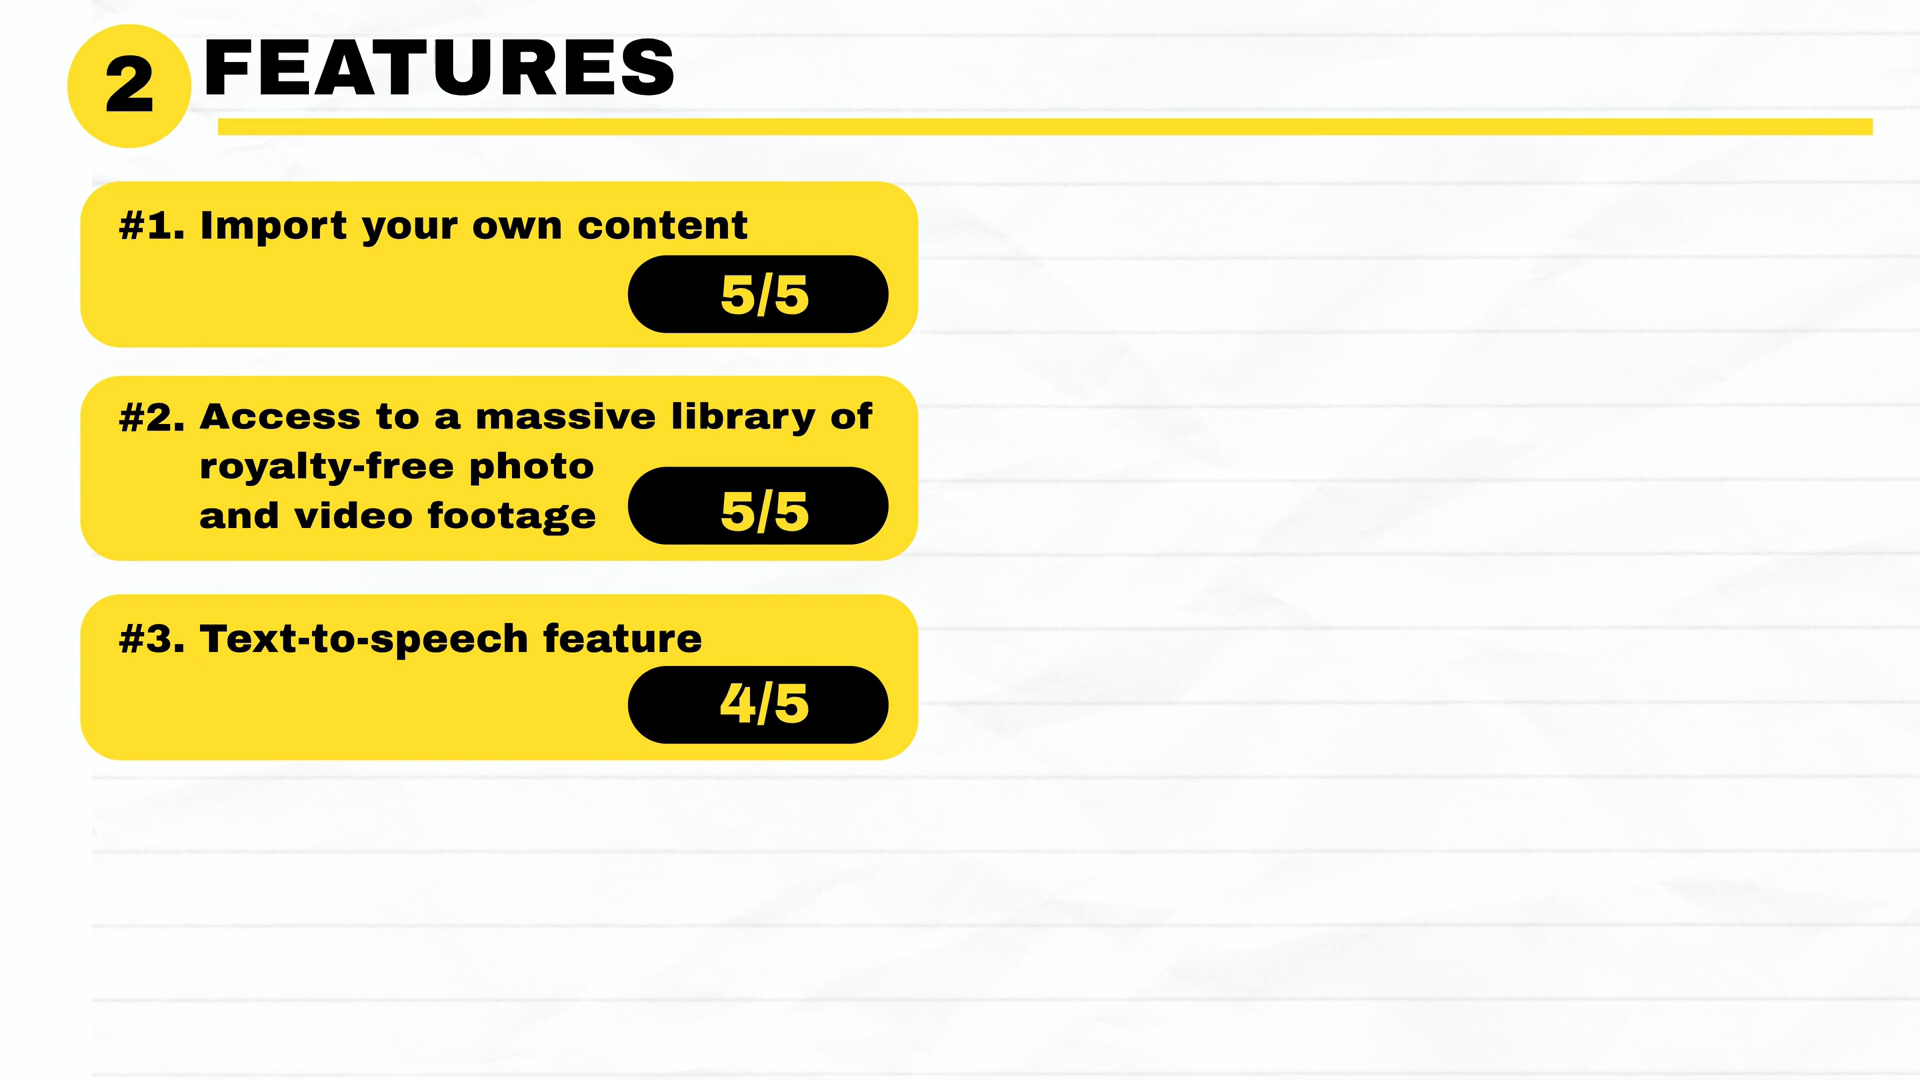 2 FEATURES
#1. Import your own content
5/5
#2. Access to a massive library of
royalty-free photo
and video footage
5/5
#3. Text-to-speech feature
4/5